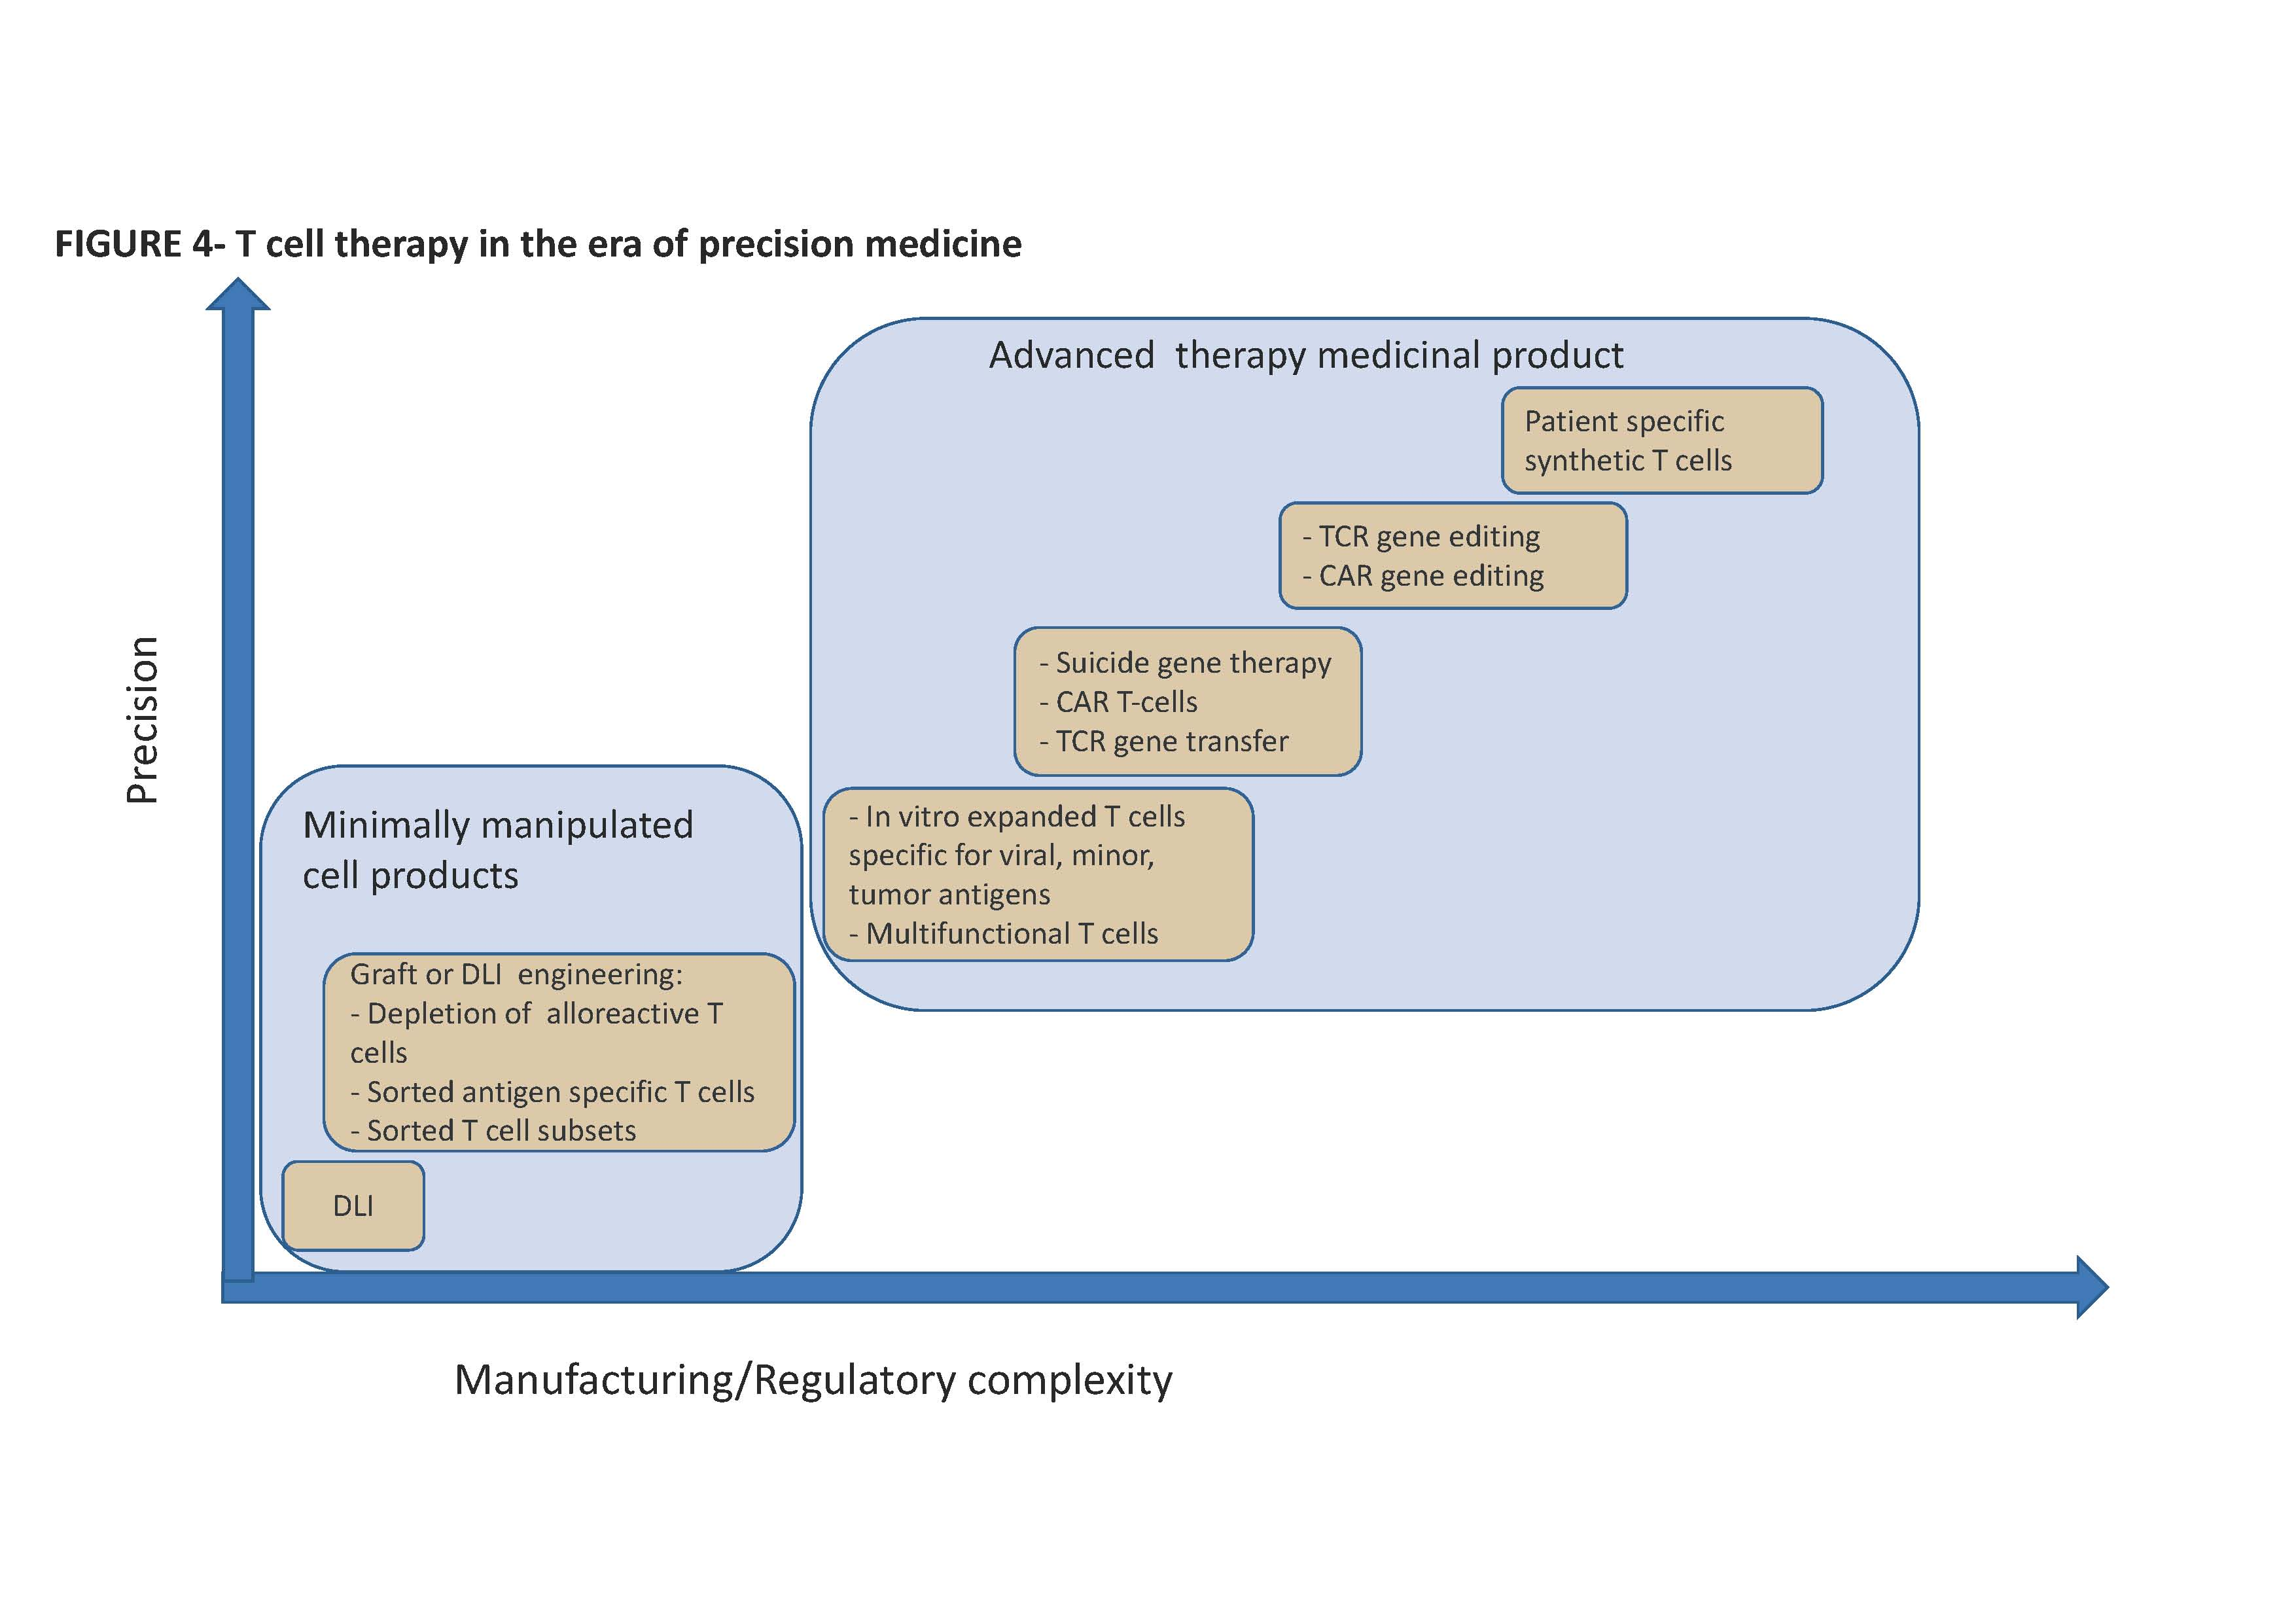 FIGURE 4- T cell therapy in the era of precision medicine
Advanced therapy medicinal product
Patient specific
synthetic T cells
- TCR gene editing
- CAR gene editing
- Suicide gene therapy
- CAR T-cells
- TCR gene transfer
- In vitro expanded T cells
specific for viral, minor,
tumor antigens
- Multifunctional T cells
Precision
Minimally manipulated
cell products
Graft or DLI engineering:
- Depletion of alloreactive T
cells
- Sorted antigen specific T cells
- Sorted T cell subsets
DLI
Manufacturing/Regulatory complexity